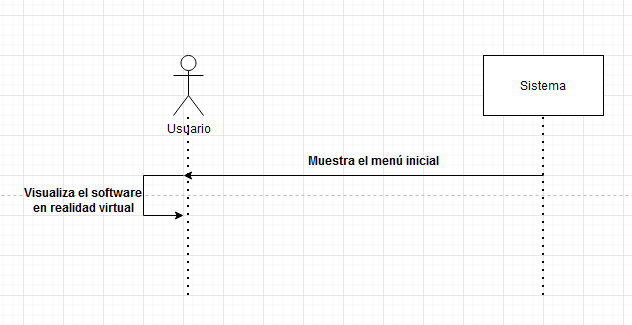 Usuario
Sistema
Muestra el menú inicial
Visualiza el software
en realidad virtual